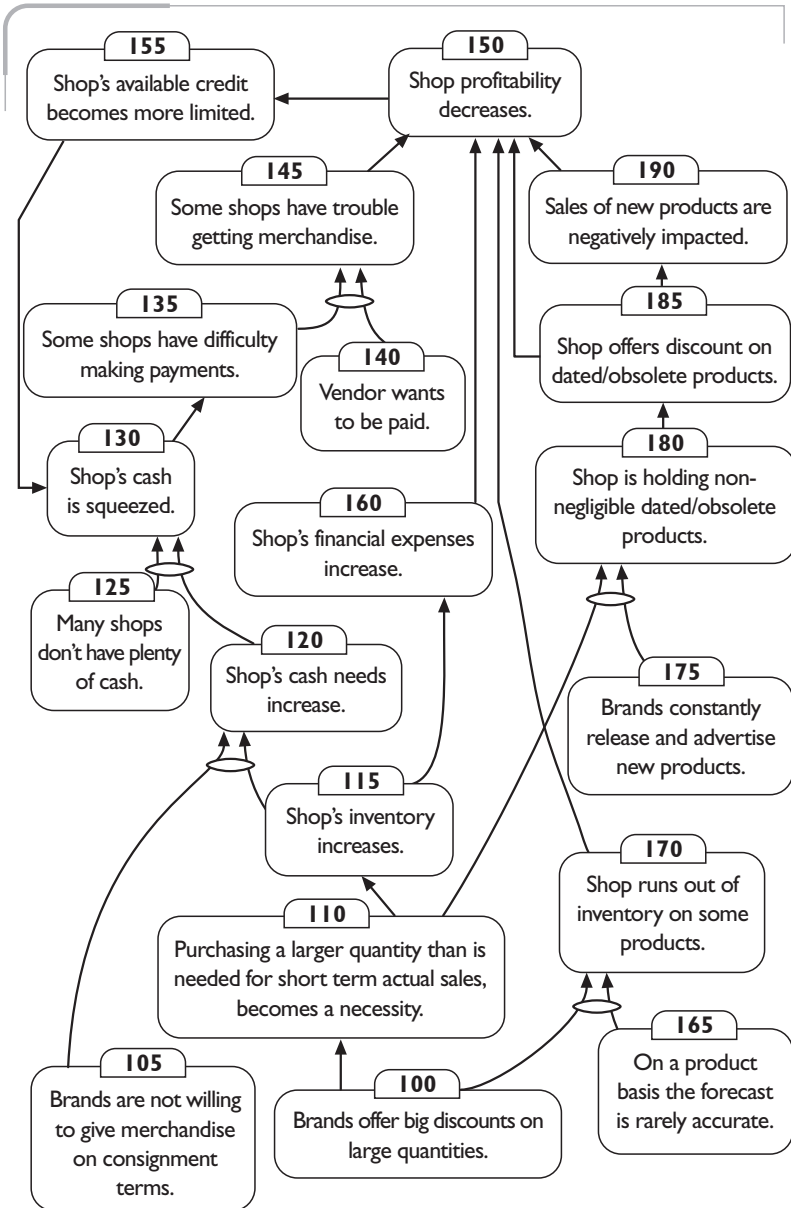 155
Shop's available credit
becomes more limited.
150
Shop profitability
decreases.
145
Some shops have trouble
getting merchandise.
190
Sales of new products are
negatively impacted.
135
Some shops have difficulty
making payments.
140
Vendor wants
to be paid.
185
Shop offers discount on
dated/obsolete products.
130
Shop's cash
is squeezed.
160
Shop's financial expenses
increase.
180
Shop is holding non-
negligible dated/obsolete
products.
125
Many shops
don't have plenty
of cash.
120
Shop's cash needs
increase.
175
Brands constantly
release and advertise
new products.
115
Shop's inventory
increases.
170
Shop runs out of
inventory on some
products.
110
Purchasing a larger quantity than is
needed for short term actual sales,
becomes a necessity.
105
Brands are not willing
to give merchandise
on consignment
terms.
100
Brands offer big discounts on
large quantities.
165
On a product
basis the forecast
is rarely accurate.